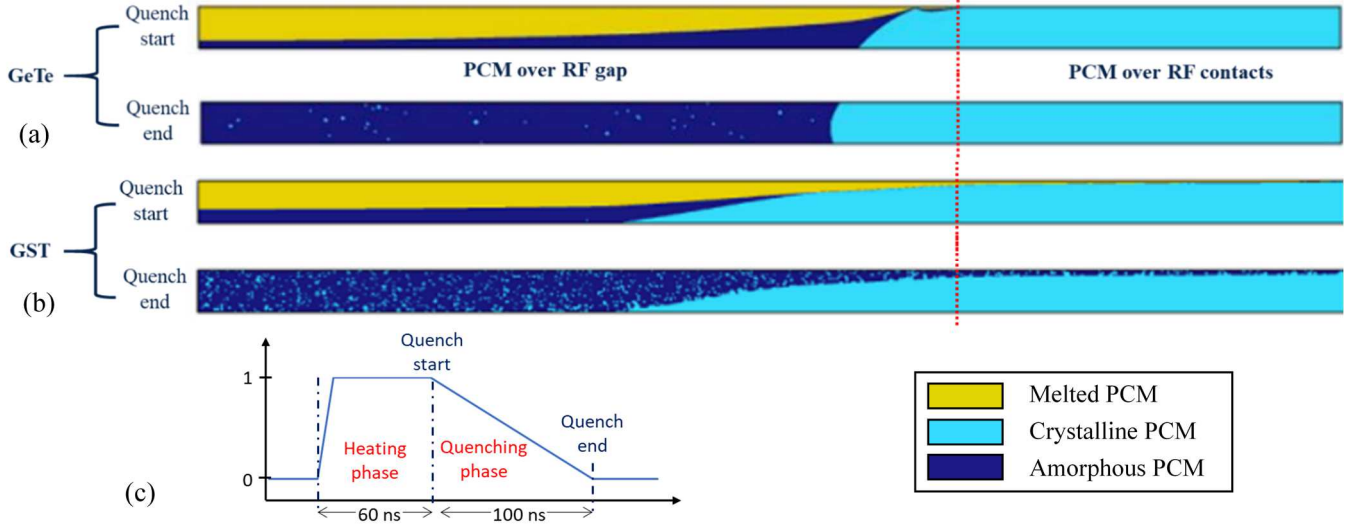 Quench
start
GeTe
PCM over RF gap
PCM over RF contacts
(a)
Quench
end
Quench
start
GST
(b)
Quench
end
Quench
start
1
Quench
end
Heating
phase
Quenching
phase
0
(c)
60 ns
100 ns
Melted PCM
Crystalline PCM
Amorphous PCM